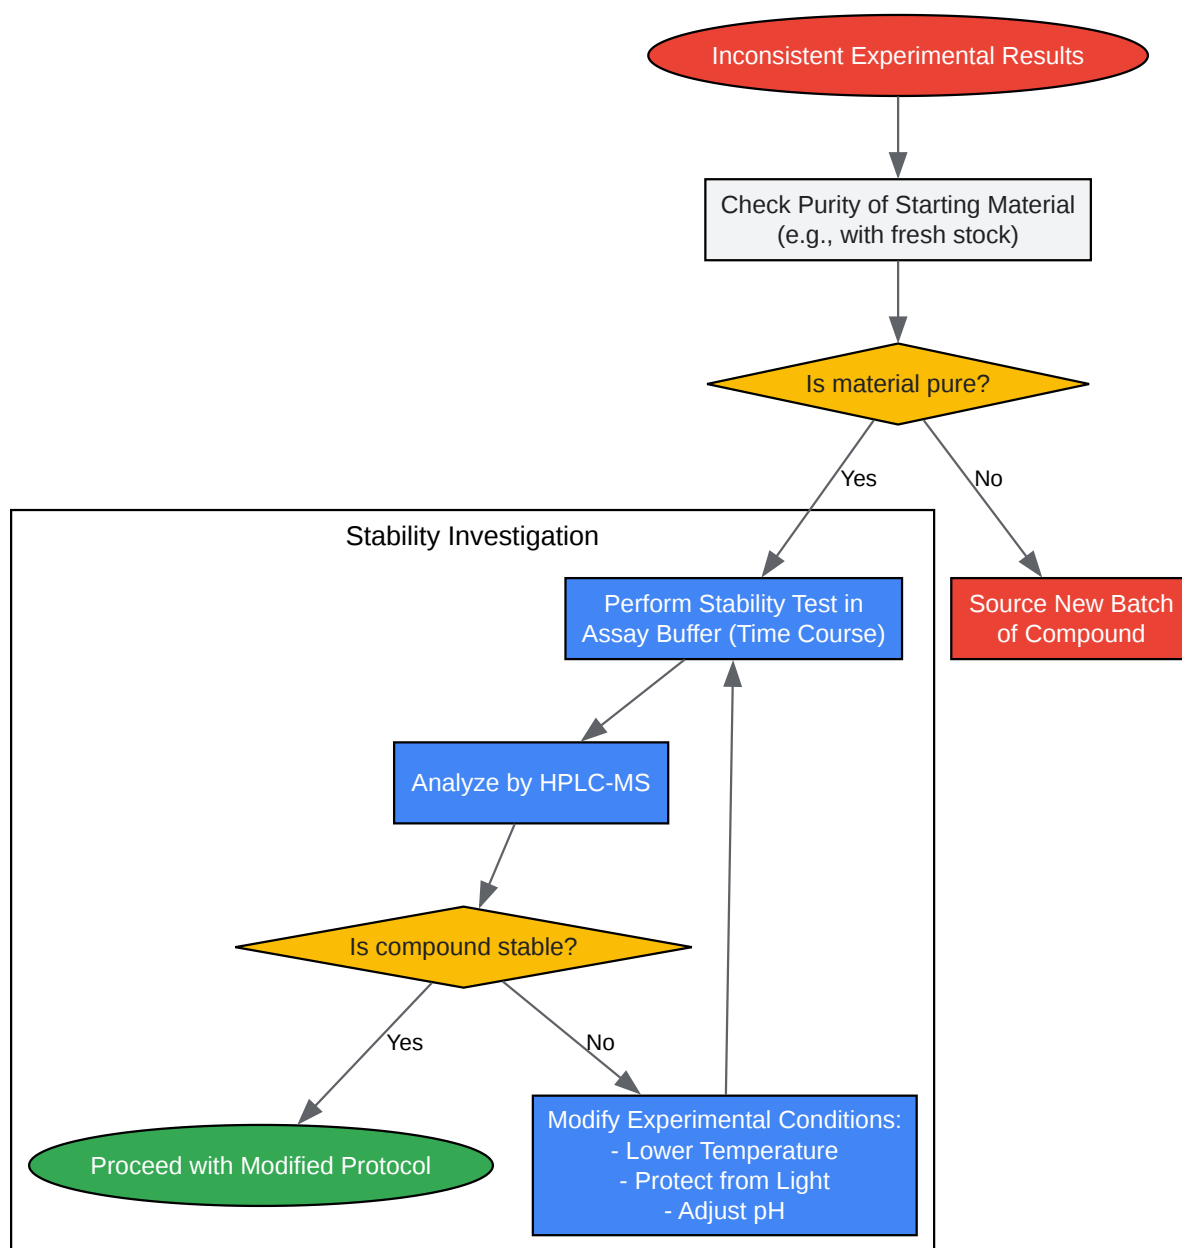 Inconsistent Experimental Results
Check Purity of Starting Material
(e.g., with fresh stock)
Is material pure?
Yes
No
Stability Investigation
Perform Stability Test in
Assay Buffer (Time Course)
Source New Batch
of Compound
Analyze by HPLC-MS
Is compound stable?
Yes
No
Proceed with Modified Protocol
Modify Experimental Conditions:
- Lower Temperature
- Protect from Light
- Adjust pH